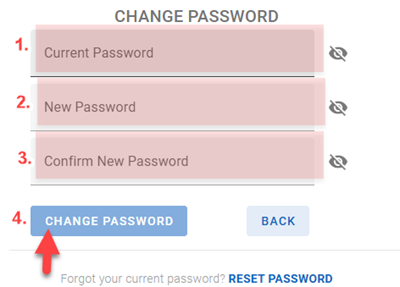 CHANGE PASSWORD
1. Current Password
2. New Password
3. Confirm New Password
4. CHANGE PASSWORD BACK
Forgot your current password? RESET PASSWORD